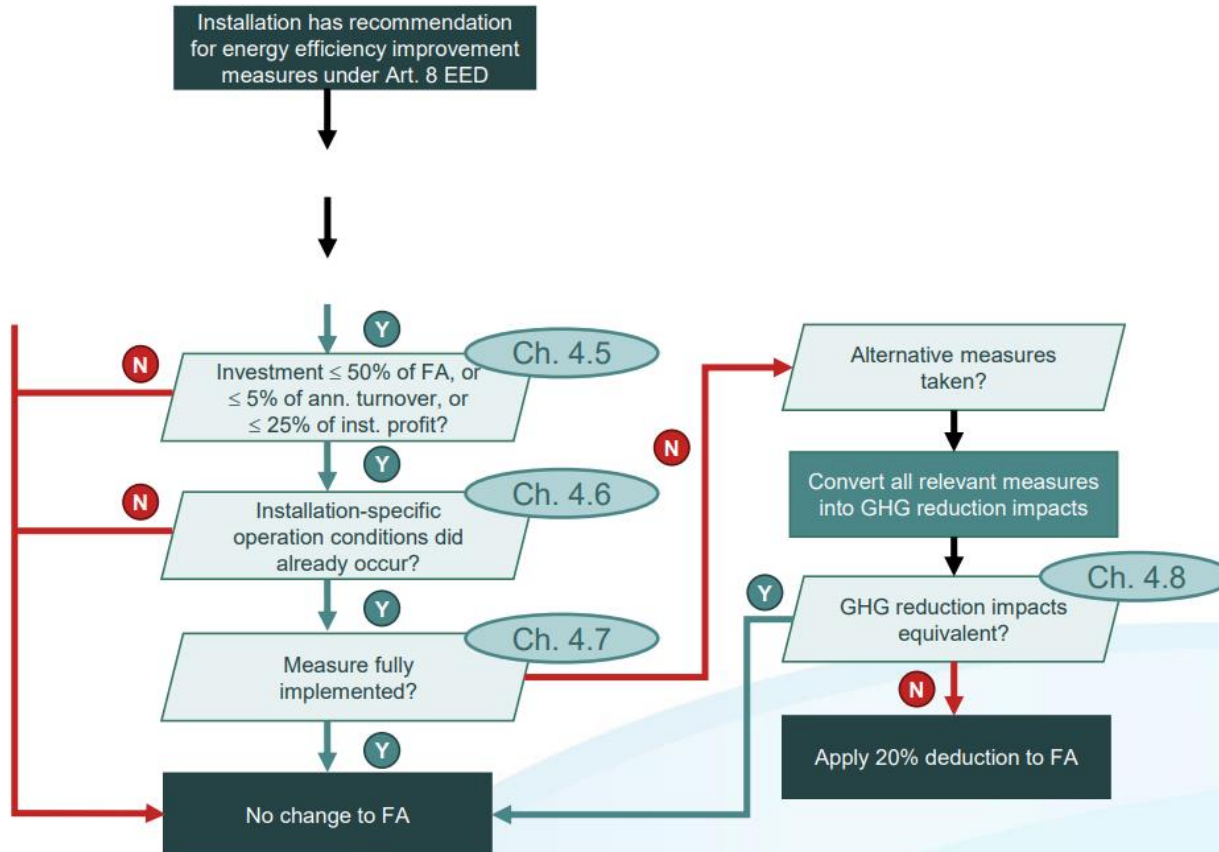 Installation has recommendation
for energy efficiency improvement
measures under Art. 8 EED
Y
N
Ch. 4.5
Investment ≤ 50% of FA, or
≤ 5% of ann. turnover, or
≤ 25% of inst. profit?
Y
N
Ch. 4.6
Installation-specific
operation conditions did
already occur?
Y
Ch. 4.7
Measure fully
implemented?
Y
No change to FA
N
Alternative measures
taken?
Convert all relevant measures
into GHG reduction impacts
Ch. 4.8
Y
GHG reduction impacts
equivalent?
N
Apply 20% deduction to FA